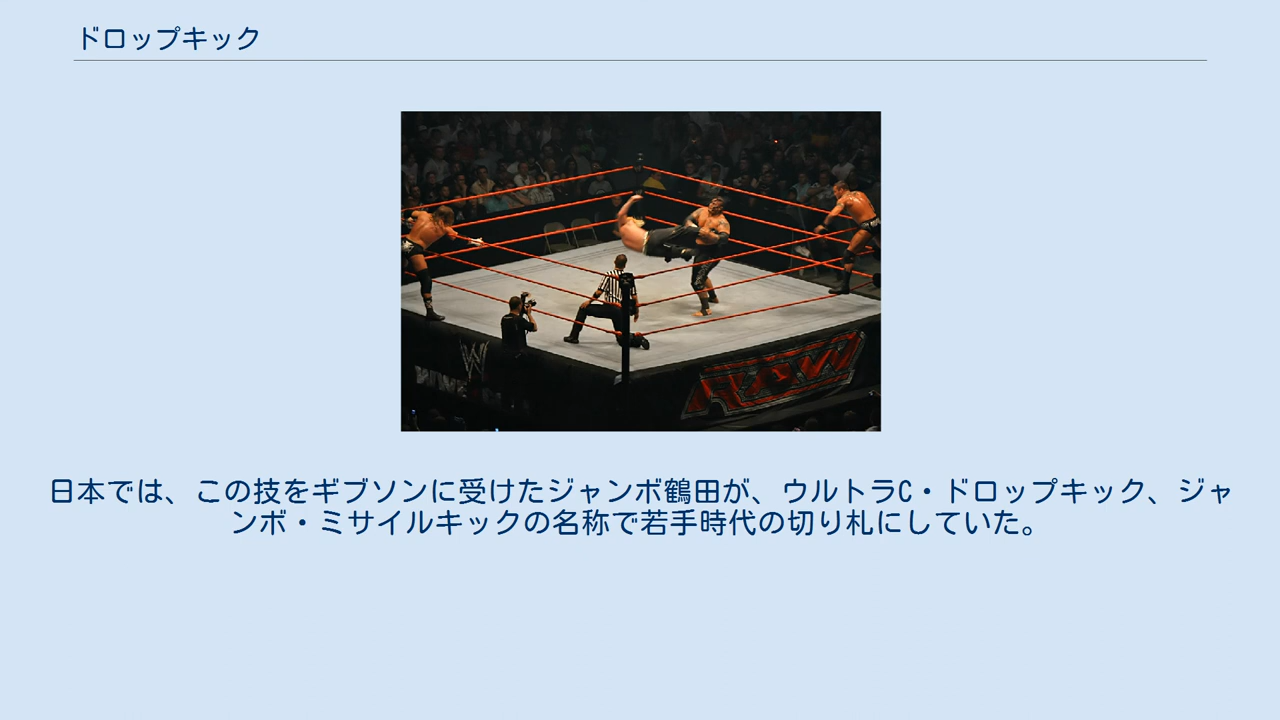 ドロップキック
W
RAW
日本では、この技をギブソンに受けたジャンボ鶴田が、ウルトラC・ドロップキック、ジャ
ンボ・ミサイルキックの名称で若手時代の切り札にしていた。